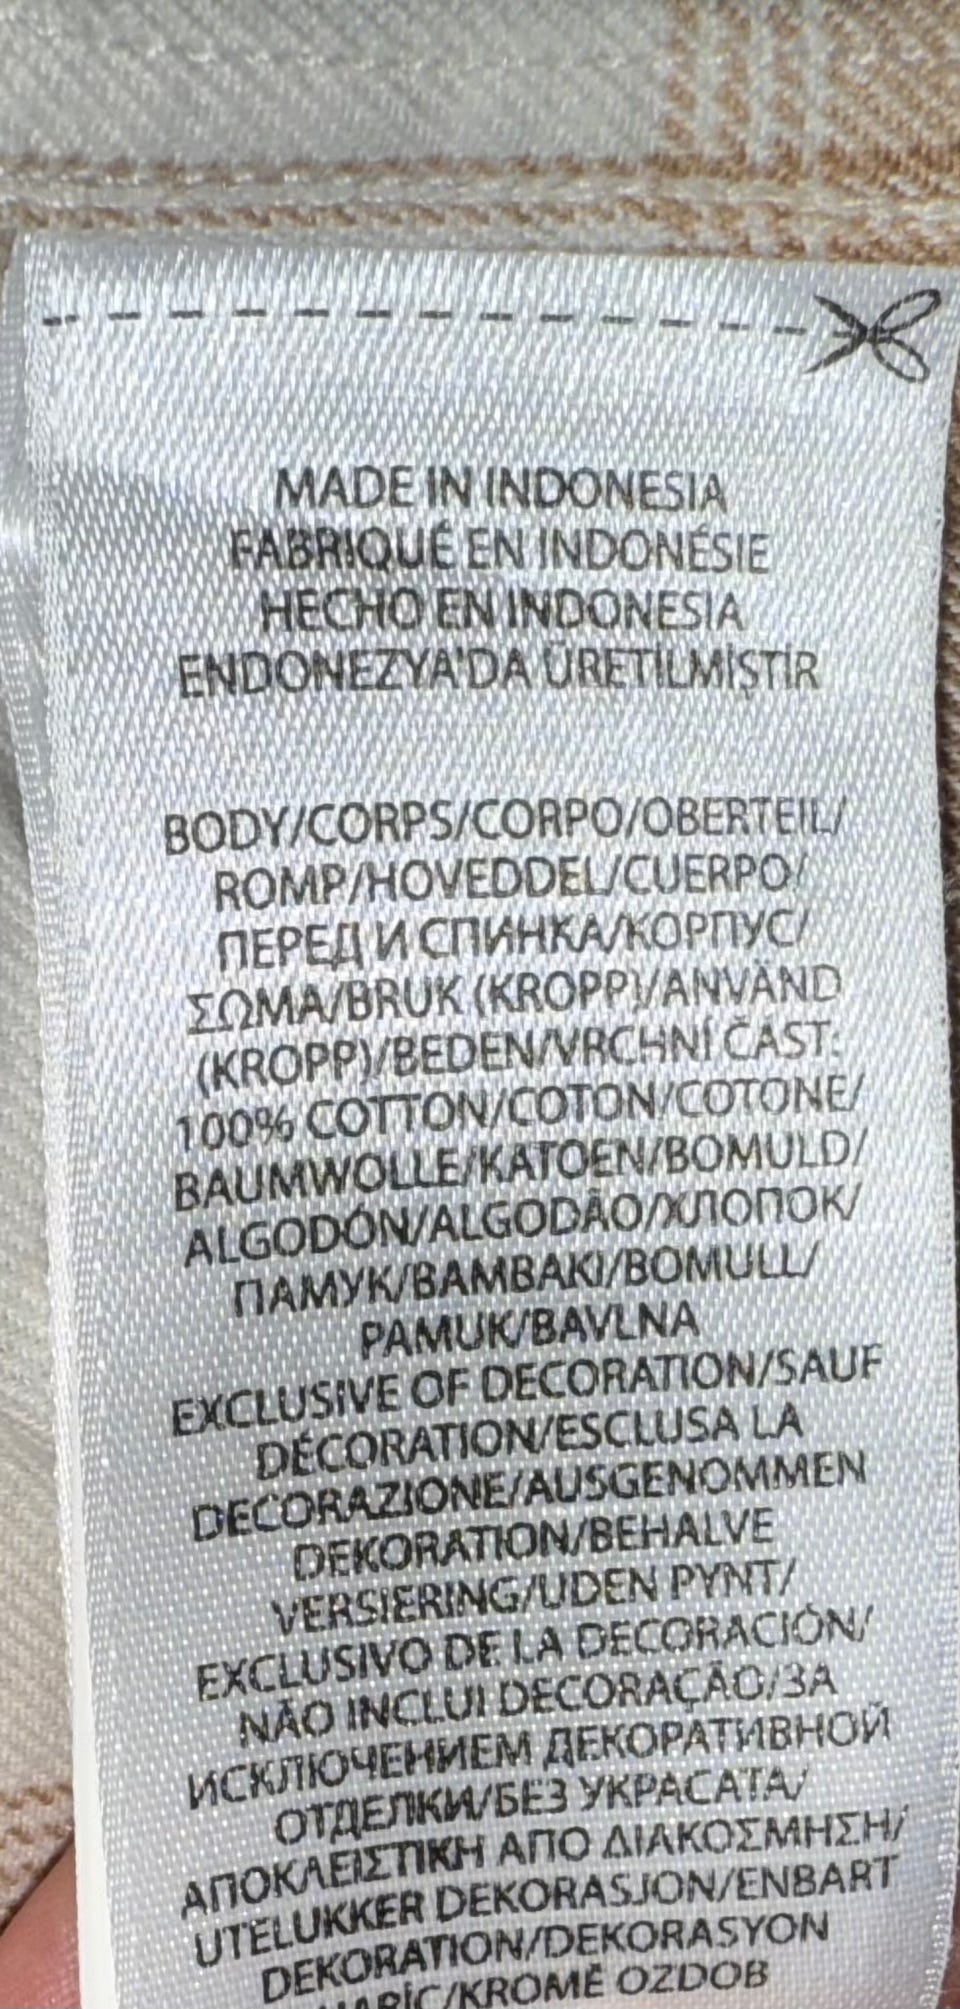 MADE IN INDONESIA
FABRIQUÉ EN INDONÉSIE
HECHO EN INDONESIA
ENDONEZYA'DA ÜRETILMİŞTIR
BODY/CORPS/CORPO/OBERTEIL/
ROMP/HOVEDDEL/CUERPO/
ПЕРЕД И СПИНКА/КОРПУС/
ΣΩΜΑ/BRUK (KROPP)/ANVÄND
(KROPP)/BEDEN/VRCHNÍ ČÁST:
100% COTTON/COTON/COTONE/
BAUMWOLLE/KATOEN/BOMULD/
ALGODÓN/ALGODÃO/ХЛОПОК/
ПАМУК/ΒΑΜΒΑΚΙ/BOMULL/
PAMUK/BAVLNA
EXCLUSIVE OF DECORATION/SAUF
DÉCORATION/ESCLUSA LA
DECORAZIONE/AUSGENOMMEN
DEKORATION/BEHALVE
VERSIERING/UDEN PYNT/
EXCLUSIVO DE LA DECORACIÓN/
NÃO INCLUI DECORAÇÃO/ЗА
ИСКЛЮЧЕНИЕМ ДЕКОРАТИВНОЙ
ОТДЕЛКИ/БЕЗ УКРАСАТА/
ΑΠΟΚΛΕΙΣΤΙΚΗ ΑΠΟ ΔΙΑΚΟΣΜΗΣΗ/
UTELUKKER DEKORASJON/ENBART
DEKORATION/DEKORASYON
HARİÇ/KROMĚ OZDOB